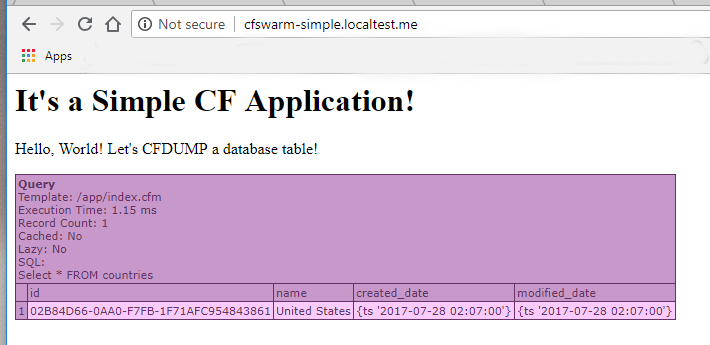 Not secure cfswarm-simple.localtest.me
Apps
It's a Simple CF Application!
Hello, World! Let's CFDUMP a database table!
Query
Template: /app/index.cfm
Execution Time: 1.15 ms
Record Count: 1
Cached: No
Lazy: No
SQL:
Select * FROM countries
id name created_date modified_date
1 02B84D66-0AA0-F7FB-1F71AFC954843861 United States {ts '2017-07-28 02:07:00'} {ts '2017-07-28 02:07:00'}